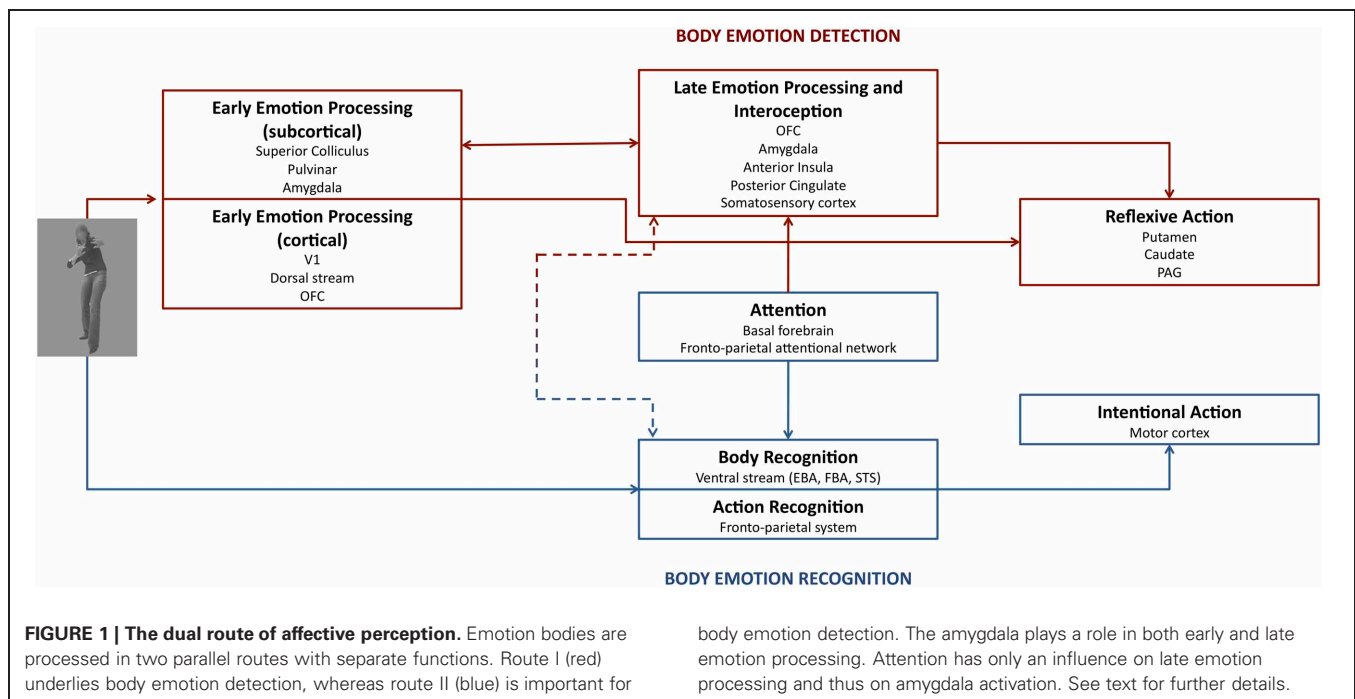 BODY EMOTION DETECTION
Early Emotion Processing
(subcortical)
Superior Colliculus
Pulvinar
Amygdala
Early Emotion Processing
(cortical)
V1
Dorsal stream
OFC
Late Emotion Processing and
Interoception
OFC
Amygdala
Anterior Insula
Posterior Cingulate
Somatosensory cortex
Reflexive Action
Putamen
Caudate
PAG
Attention
Basal forebrain
Fronto-parietal attentional network
Intentional Action
Motor cortex
Body Recognition
Ventral stream (EBA, FBA, STS)
Action Recognition
Fronto-parietal system
BODY EMOTION RECOGNITION
FIGURE 1 | The dual route of affective perception. Emotion bodies are
processed in two parallel routes with separate functions. Route I (red)
underlies body emotion detection, whereas route II (blue) is important for
body emotion detection. The amygdala plays a role in both early and late
emotion processing. Attention has only an influence on late emotion
processing and thus on amygdala activation. See text for further details.